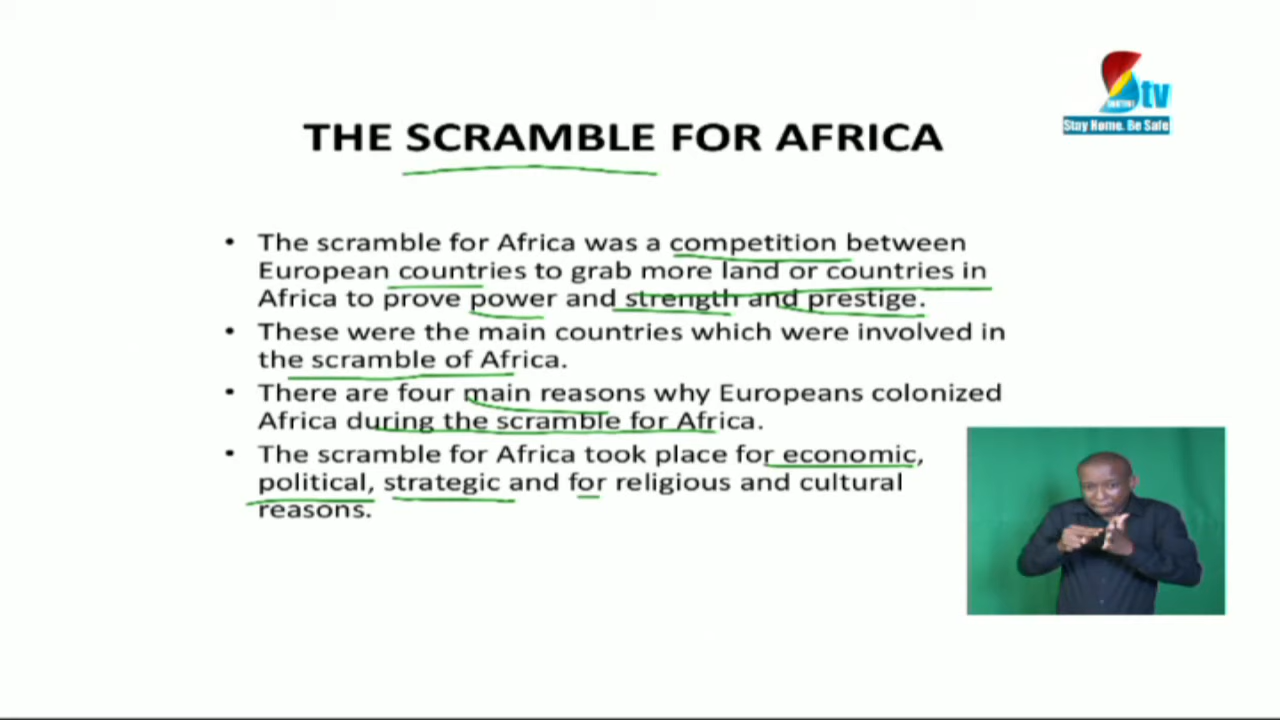 tv
Stay Home. Be Safe
THE SCRAMBLE FOR AFRICA
• The scramble for Africa was a competition between
European countries to grab more land or countries in
Africa to prove power and strength and prestige.
• These were the main countries which were involved in
the scramble of Africa.
• There are four main reasons why Europeans colonized
Africa during the scramble for Africa.
• The scramble for Africa took place for economic,
political, strategic and for religious and cultural
reasons.